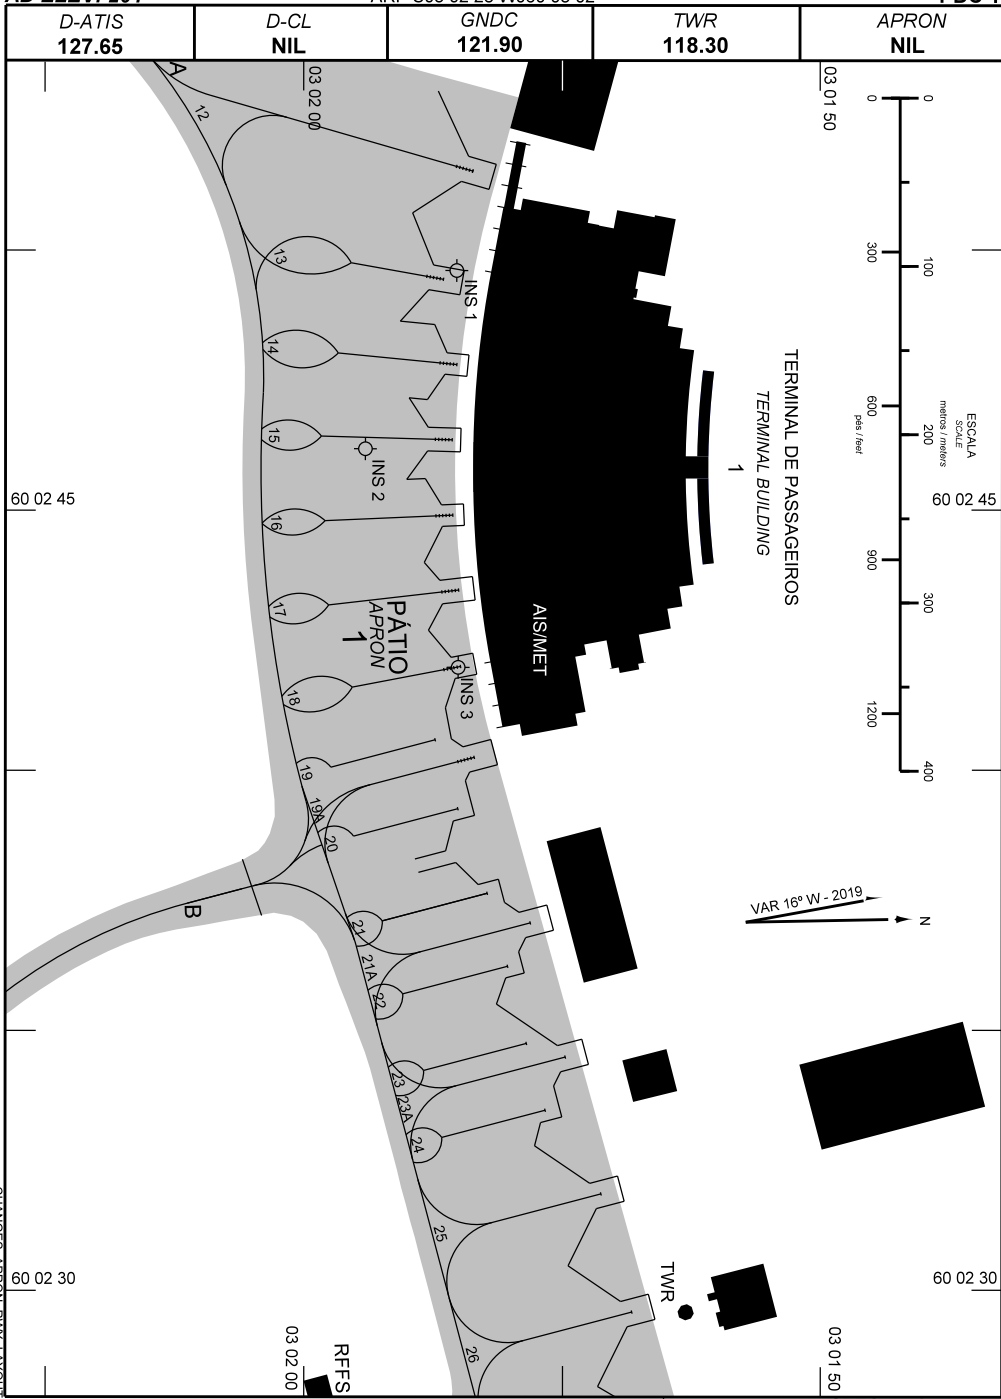 D-ATIS
127.65
D-CL
NIL
GNDC
121.90
TWR
118.30
APRON
NIL
A
12
03 02 00
03 01 50
0
0
300
100
13
INS 1
14
15
INS 2
TERMINAL DE PASSAGEIROS
1
TERMINAL BUILDING
600
200
pés / feet
metros / meters
ESCALA
SCALE
60 02 45
60 02 45
16
900
300
17
PÁTIO
APRON
1
AIS/MET
18
INS 3
1200
400
19
19A
20
B
VAR 16º W - 2019
N
21
21A
22
23
23A
24
25
TWR
60 02 30
60 02 30
26
03 02 00
RFFS
03 01 50